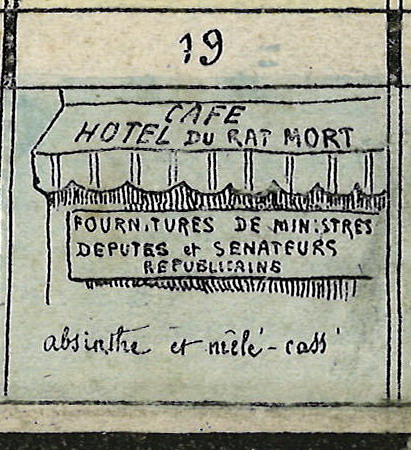 19
CAFE
HOTEL DU RAT MORT
FOURNITURES DE MINISTRES
DEPUTES et SENATEURS
REPUBLICAINS
absinthe et mêlé-cass'